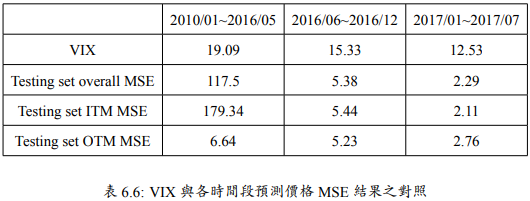 2010/01~2016/05 2016/06~2016/12 2017/01~2017/07
VIX 19.09 15.33 12.53
Testing set overall MSE 117.5 5.38 2.29
Testing set ITM MSE 179.34 5.44 2.11
Testing set OTM MSE 6.64 5.23 2.76
表 6.6: VIX 與各時間段預測價格 MSE 結果之對照